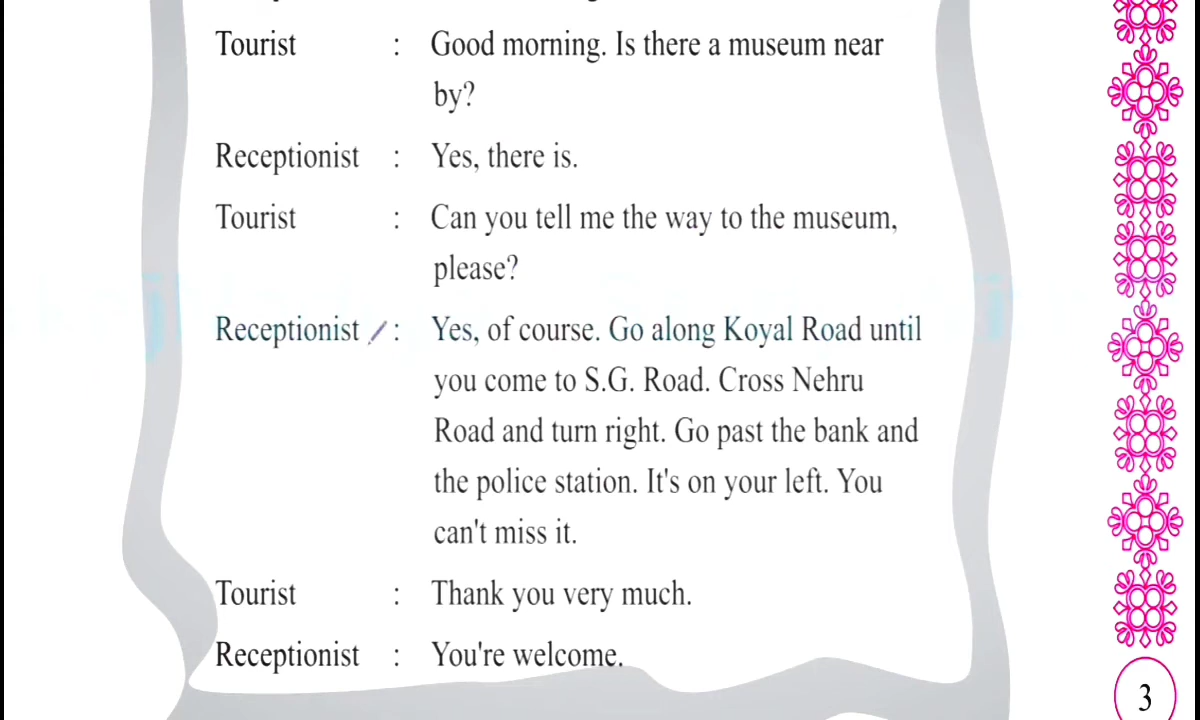 Tourist : Good morning. Is there a museum near
by?
Receptionist : Yes, there is.
Tourist : Can you tell me the way to the museum,
please?
Receptionist : Yes, of course. Go along Koyal Road until
you come to S.G. Road. Cross Nehru
Road and turn right. Go past the bank and
the police station. It's on your left. You
can't miss it.
Tourist : Thank you very much.
Receptionist : You're welcome.
3